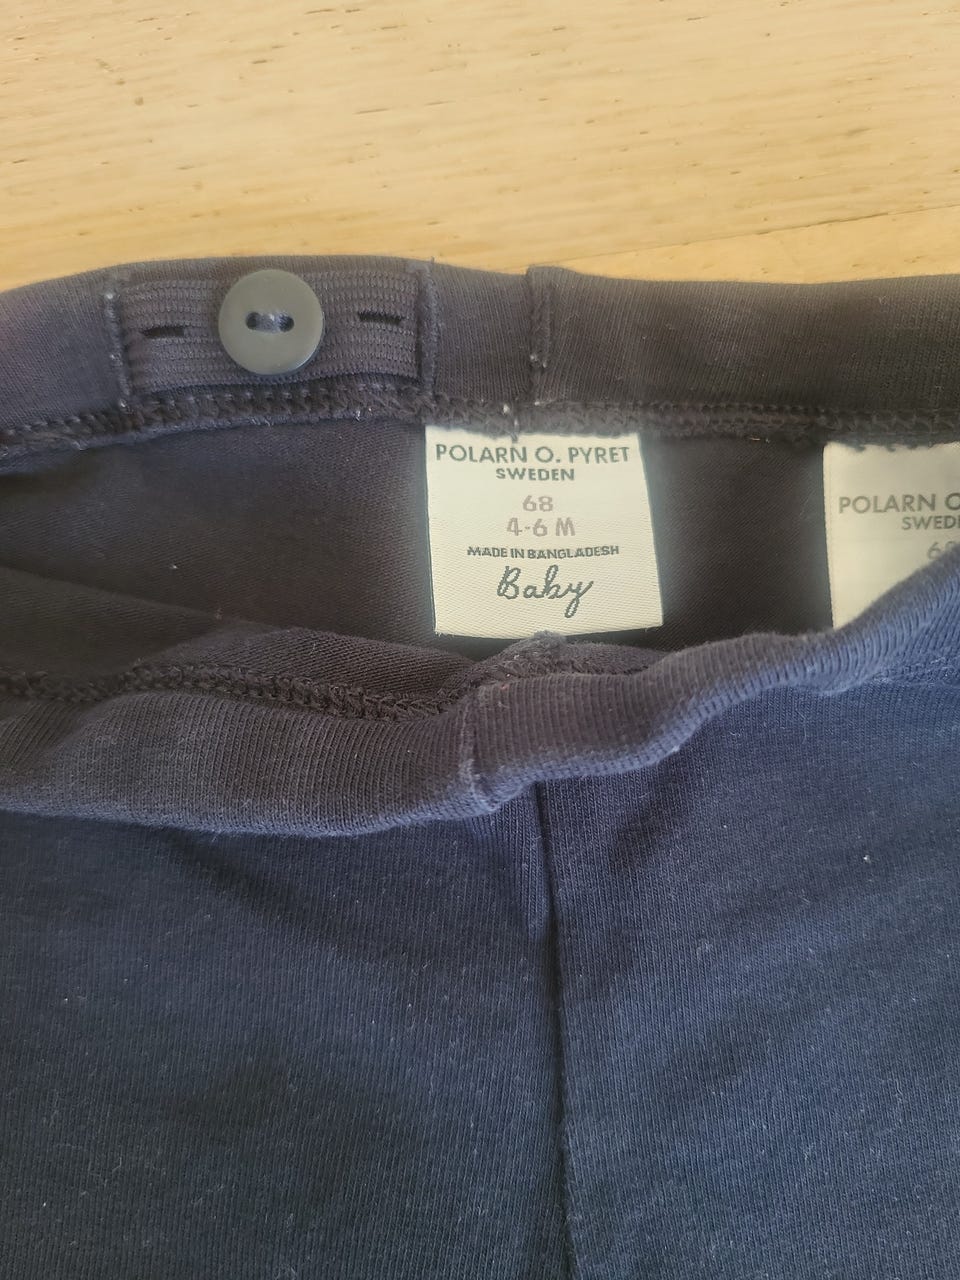 POLARN O. PYRET
SWEDEN
68
4-6 M
MADE IN BANGLADESH
Baby
POLARN O
SWEDE